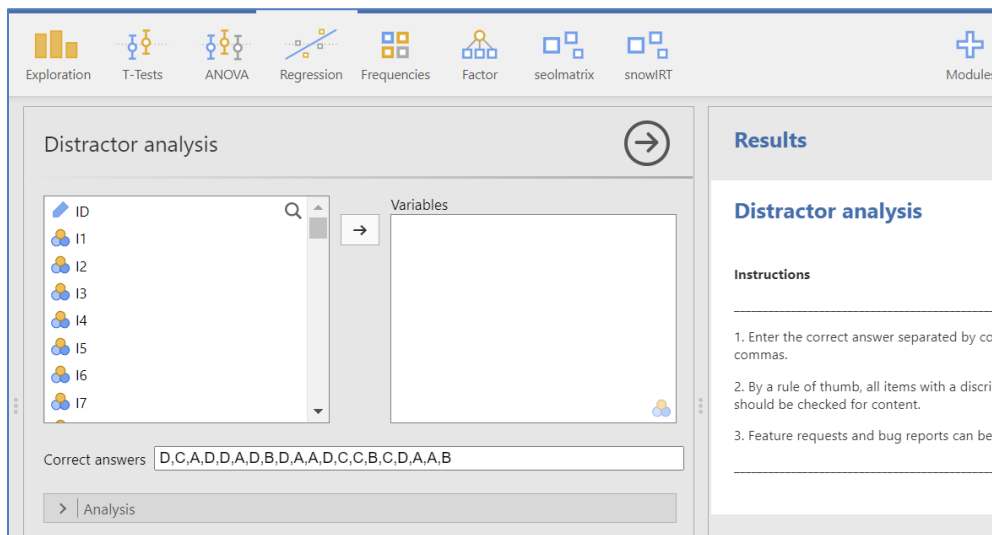 Exploration T-Tests ANOVA Regression Frequencies Factor seolmatrix snowIRT Modules
Distractor analysis
ID
I1
I2
I3
I4
I5
I6
I7
Variables
Correct answers D,C,A,D,D,A,D,B,D,A,A,D,C,C,B,C,D,A,A,B
Analysis
Results
Distractor analysis
Instructions
1. Enter the correct answer separated by co
commas.
2. By a rule of thumb, all items with a discri
should be checked for content.
3. Feature requests and bug reports can be